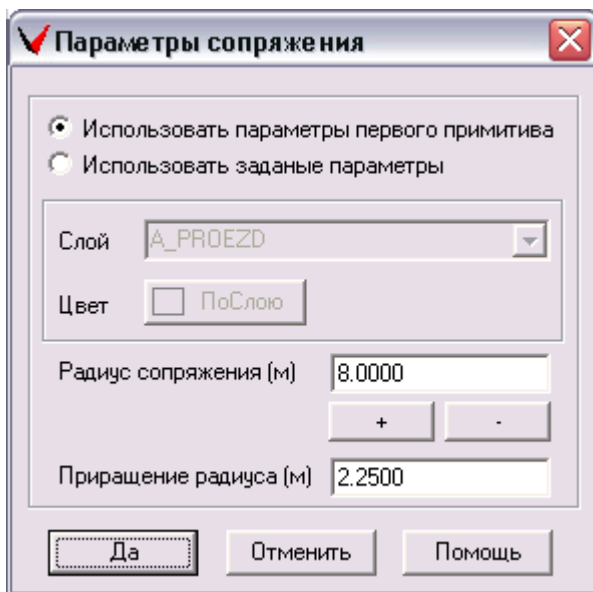 Параметры сопряжения
Использовать параметры первого примитива
Использовать заданые параметры
Слой A_PROEZD
Цвет ПоСлою
Радиус сопряжения (м) 8.0000
+ -
Приращение радиуса (м) 2.2500
Да Отменить Помощь